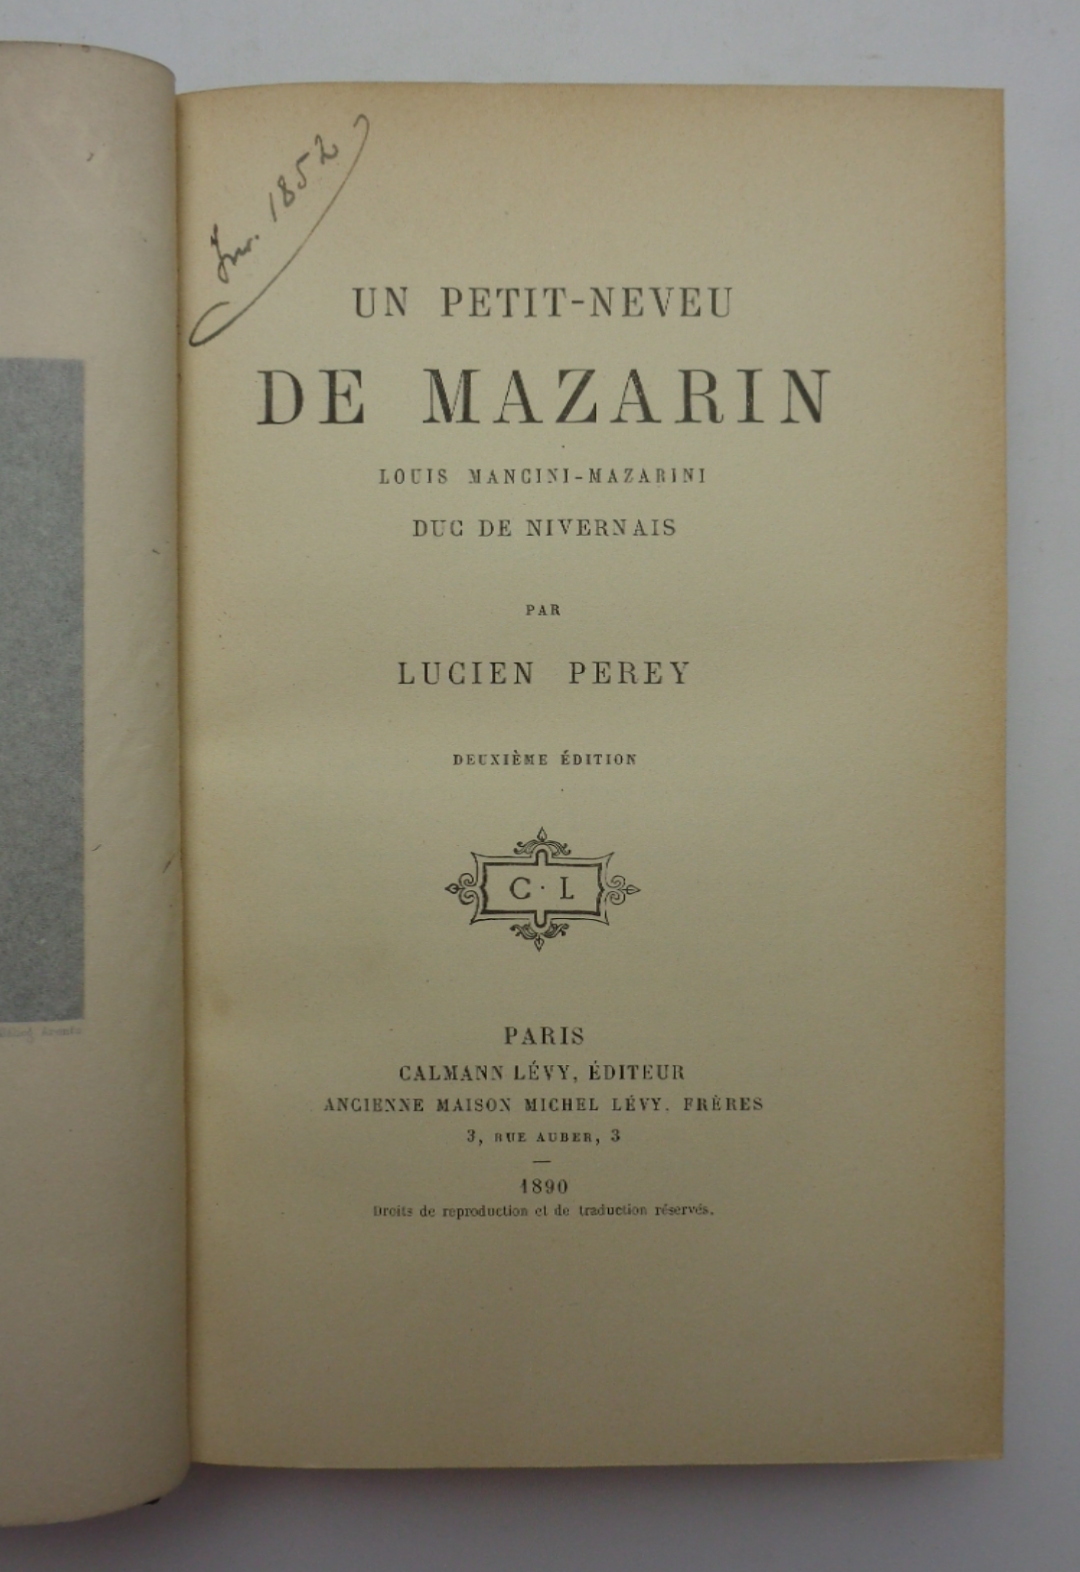 Inv. 1852
UN PETIT-NEVEU
DE MAZARIN
LOUIS MANCINI-MAZARINI
DUC DE NIVERNAIS
PAR
LUCIEN PEREY
DEUXIÈME ÉDITION
C · L
PARIS
CALMANN LÉVY, ÉDITEUR
ANCIENNE MAISON MICHEL LÉVY, FRÈRES
3, RUE AUBER, 3
1890
Droits de reproduction et de traduction réservés.